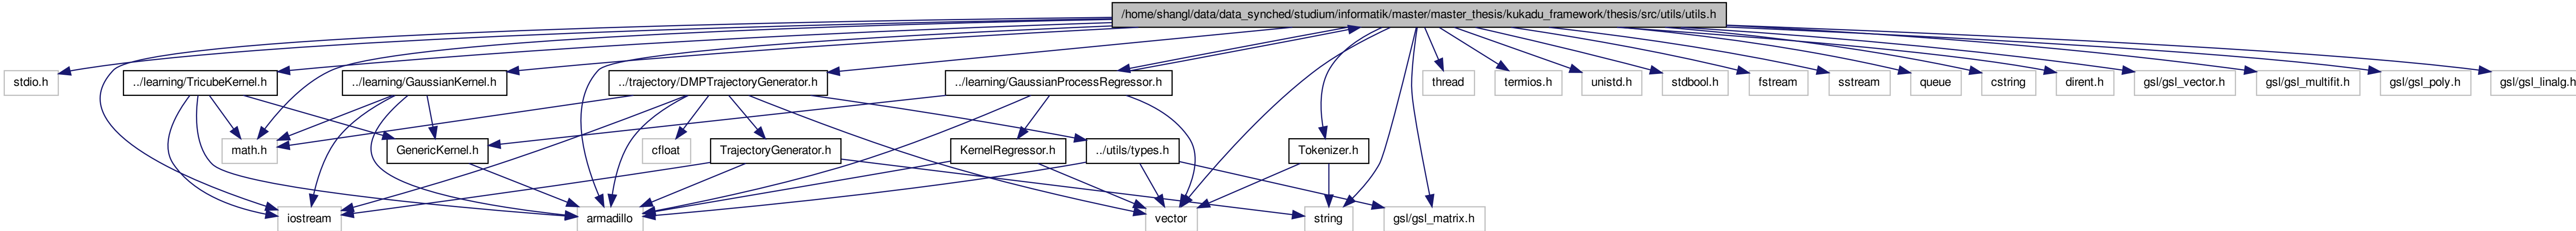 /home/shangl/data/data_synched/studium/informatik/master/master_thesis/kukadu_framework/thesis/src/utils/utils.h
stdio.h
../learning/TricubeKernel.h
../learning/GaussianKernel.h
../trajectory/DMPTrajectoryGenerator.h
../learning/GaussianProcessRegressor.h
thread
termios.h
unistd.h
stdbool.h
fstream
sstream
queue
cstring
dirent.h
gsl/gsl_vector.h
gsl/gsl_multifit.h
gsl/gsl_poly.h
gsl/gsl_linalg.h
math.h
GenericKernel.h
cfloat
TrajectoryGenerator.h
KernelRegressor.h
../utils/types.h
Tokenizer.h
iostream
armadillo
vector
string
gsl/gsl_matrix.h